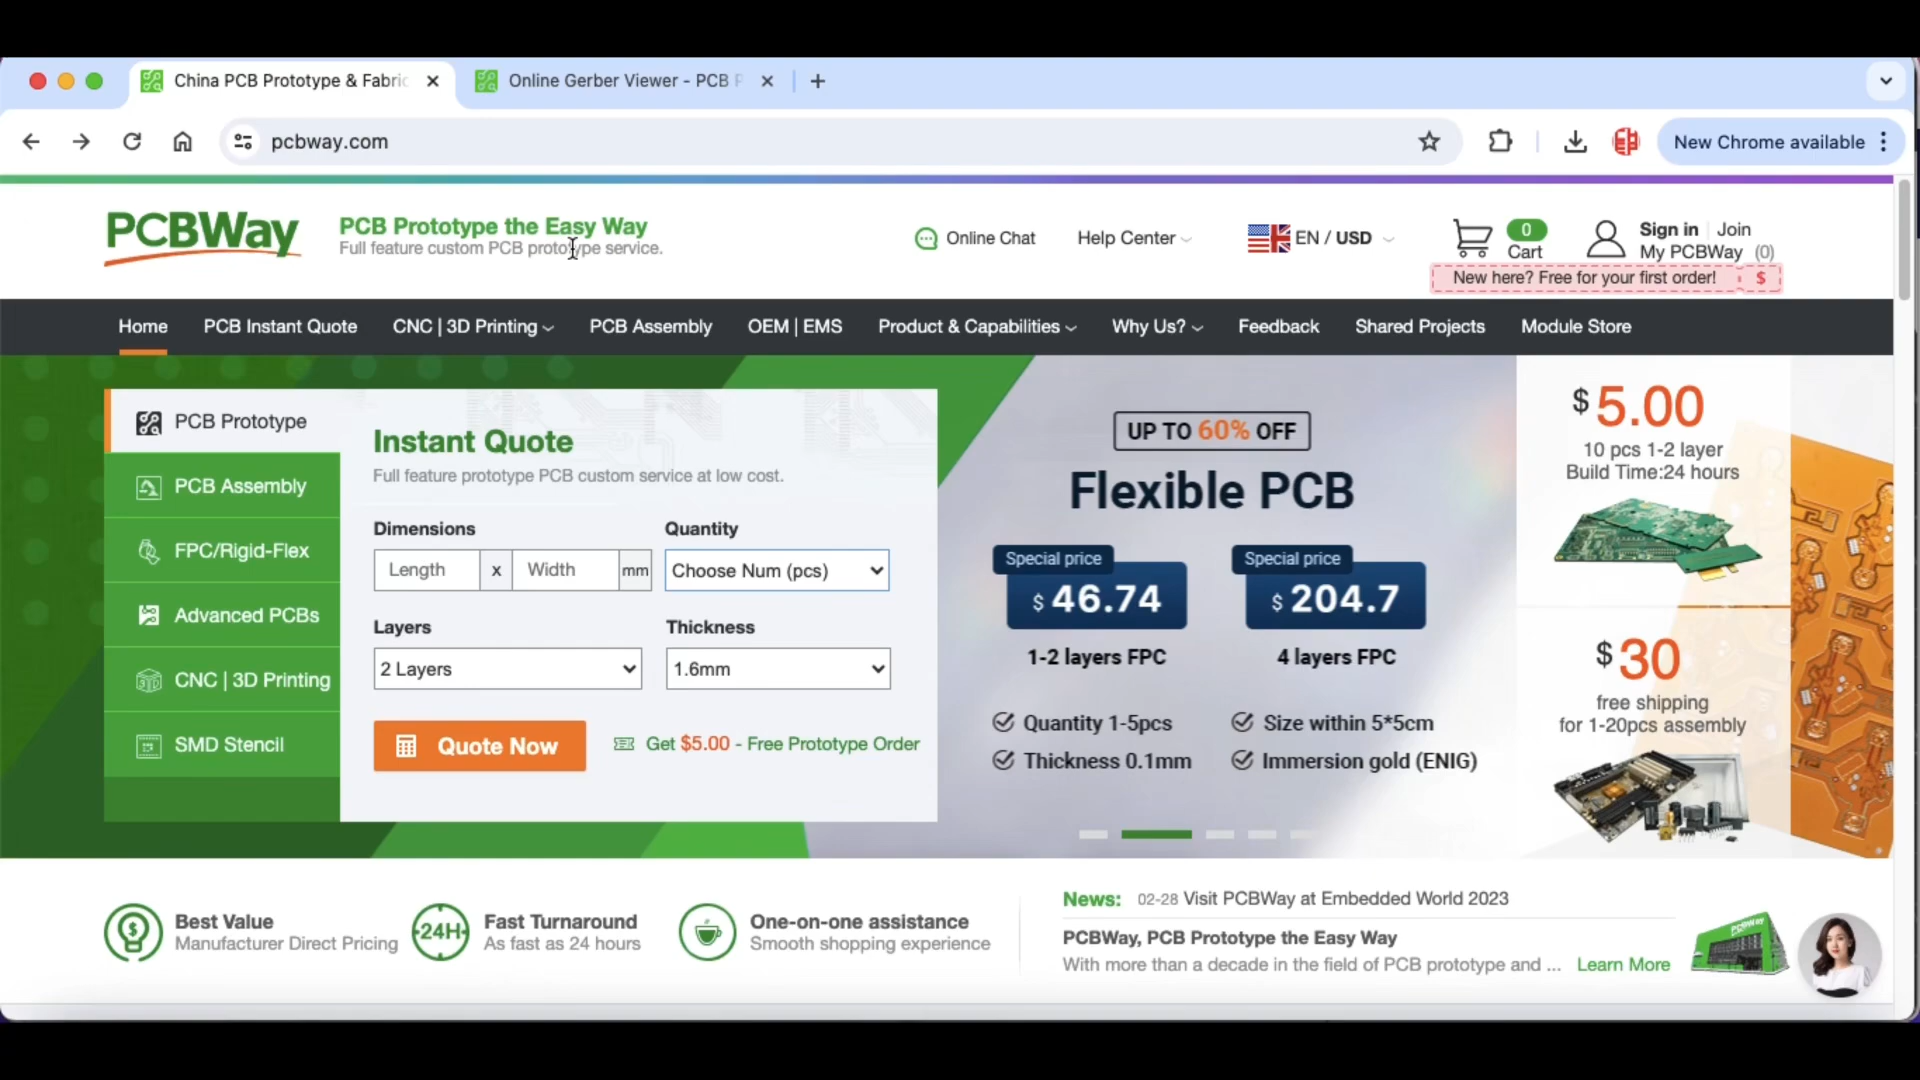 China PCB Prototype & Fabric
Online Gerber Viewer - PCB P
pcbway.com
New Chrome available
PCBWay
PCB Prototype the Easy Way
Full feature custom PCB prototype service.
Online Chat
Help Center
EN / USD
0
Cart
Sign in
Join
My PCBWay (0)
New here? Free for your first order!
$
Home
PCB Instant Quote
CNC | 3D Printing
PCB Assembly
OEM | EMS
Product & Capabilities
Why Us?
Feedback
Shared Projects
Module Store
PCB Prototype
PCB Assembly
FPC/Rigid-Flex
Advanced PCBs
CNC | 3D Printing
SMD Stencil
Instant Quote
Full feature prototype PCB custom service at low cost.
Dimensions
Quantity
Length x Width mm
Choose Num (pcs)
Layers
Thickness
2 Layers
1.6mm
Quote Now
Get $5.00 - Free Prototype Order
UP TO 60% OFF
Flexible PCB
Special price
$ 46.74
1-2 layers FPC
Special price
$ 204.7
4 layers FPC
Quantity 1-5pcs
Size within 5*5cm
Thickness 0.1mm
Immersion gold (ENIG)
$ 5.00
10 pcs 1-2 layer
Build Time:24 hours
$ 30
free shipping
for 1-20pcs assembly
Best Value
Manufacturer Direct Pricing
24H
Fast Turnaround
As fast as 24 hours
One-on-one assistance
Smooth shopping experience
News: 02-28 Visit PCBWay at Embedded World 2023
PCBWay, PCB Prototype the Easy Way
With more than a decade in the field of PCB prototype and ... Learn More
PCBWay